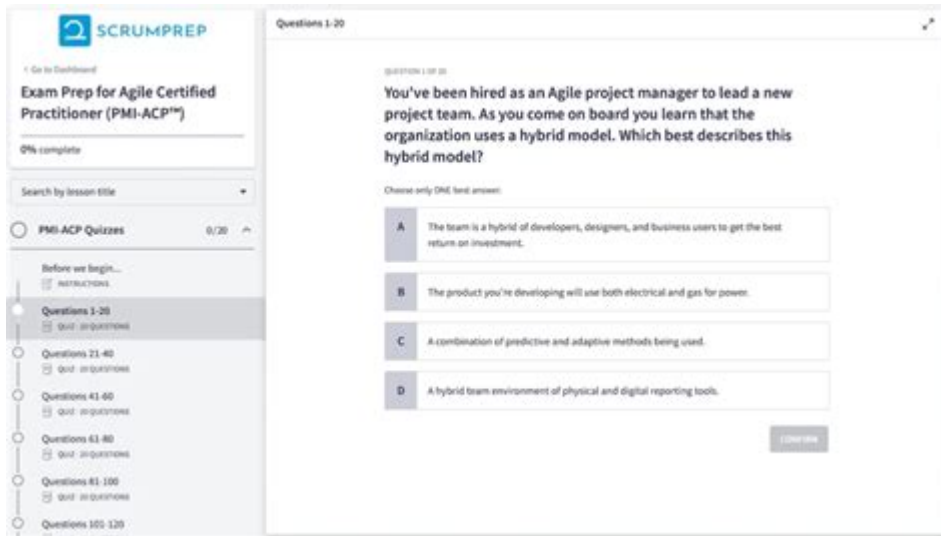 SCRUMPREP
< Go to Dashboard
Exam Prep for Agile Certified
Practitioner (PMI-ACP™)
0% complete
Search by lesson title
PMI-ACP Quizzes 0/20
Before we begin...
INSTRUCTIONS
Questions 1-20
QUIZ · 20 QUESTIONS
Questions 21-40
QUIZ · 20 QUESTIONS
Questions 41-60
QUIZ · 20 QUESTIONS
Questions 61-80
QUIZ · 20 QUESTIONS
Questions 81-100
QUIZ · 20 QUESTIONS
Questions 101-120
Questions 1-20
QUESTION 1 OF 20
You've been hired as an Agile project manager to lead a new
project team. As you come on board you learn that the
organization uses a hybrid model. Which best describes this
hybrid model?
Choose only ONE best answer:
A The team is a hybrid of developers, designers, and business users to get the best
return on investment.
B The product you're developing will use both electrical and gas for power.
C A combination of predictive and adaptive methods being used.
D A hybrid team environment of physical and digital reporting tools.
CONFIRM